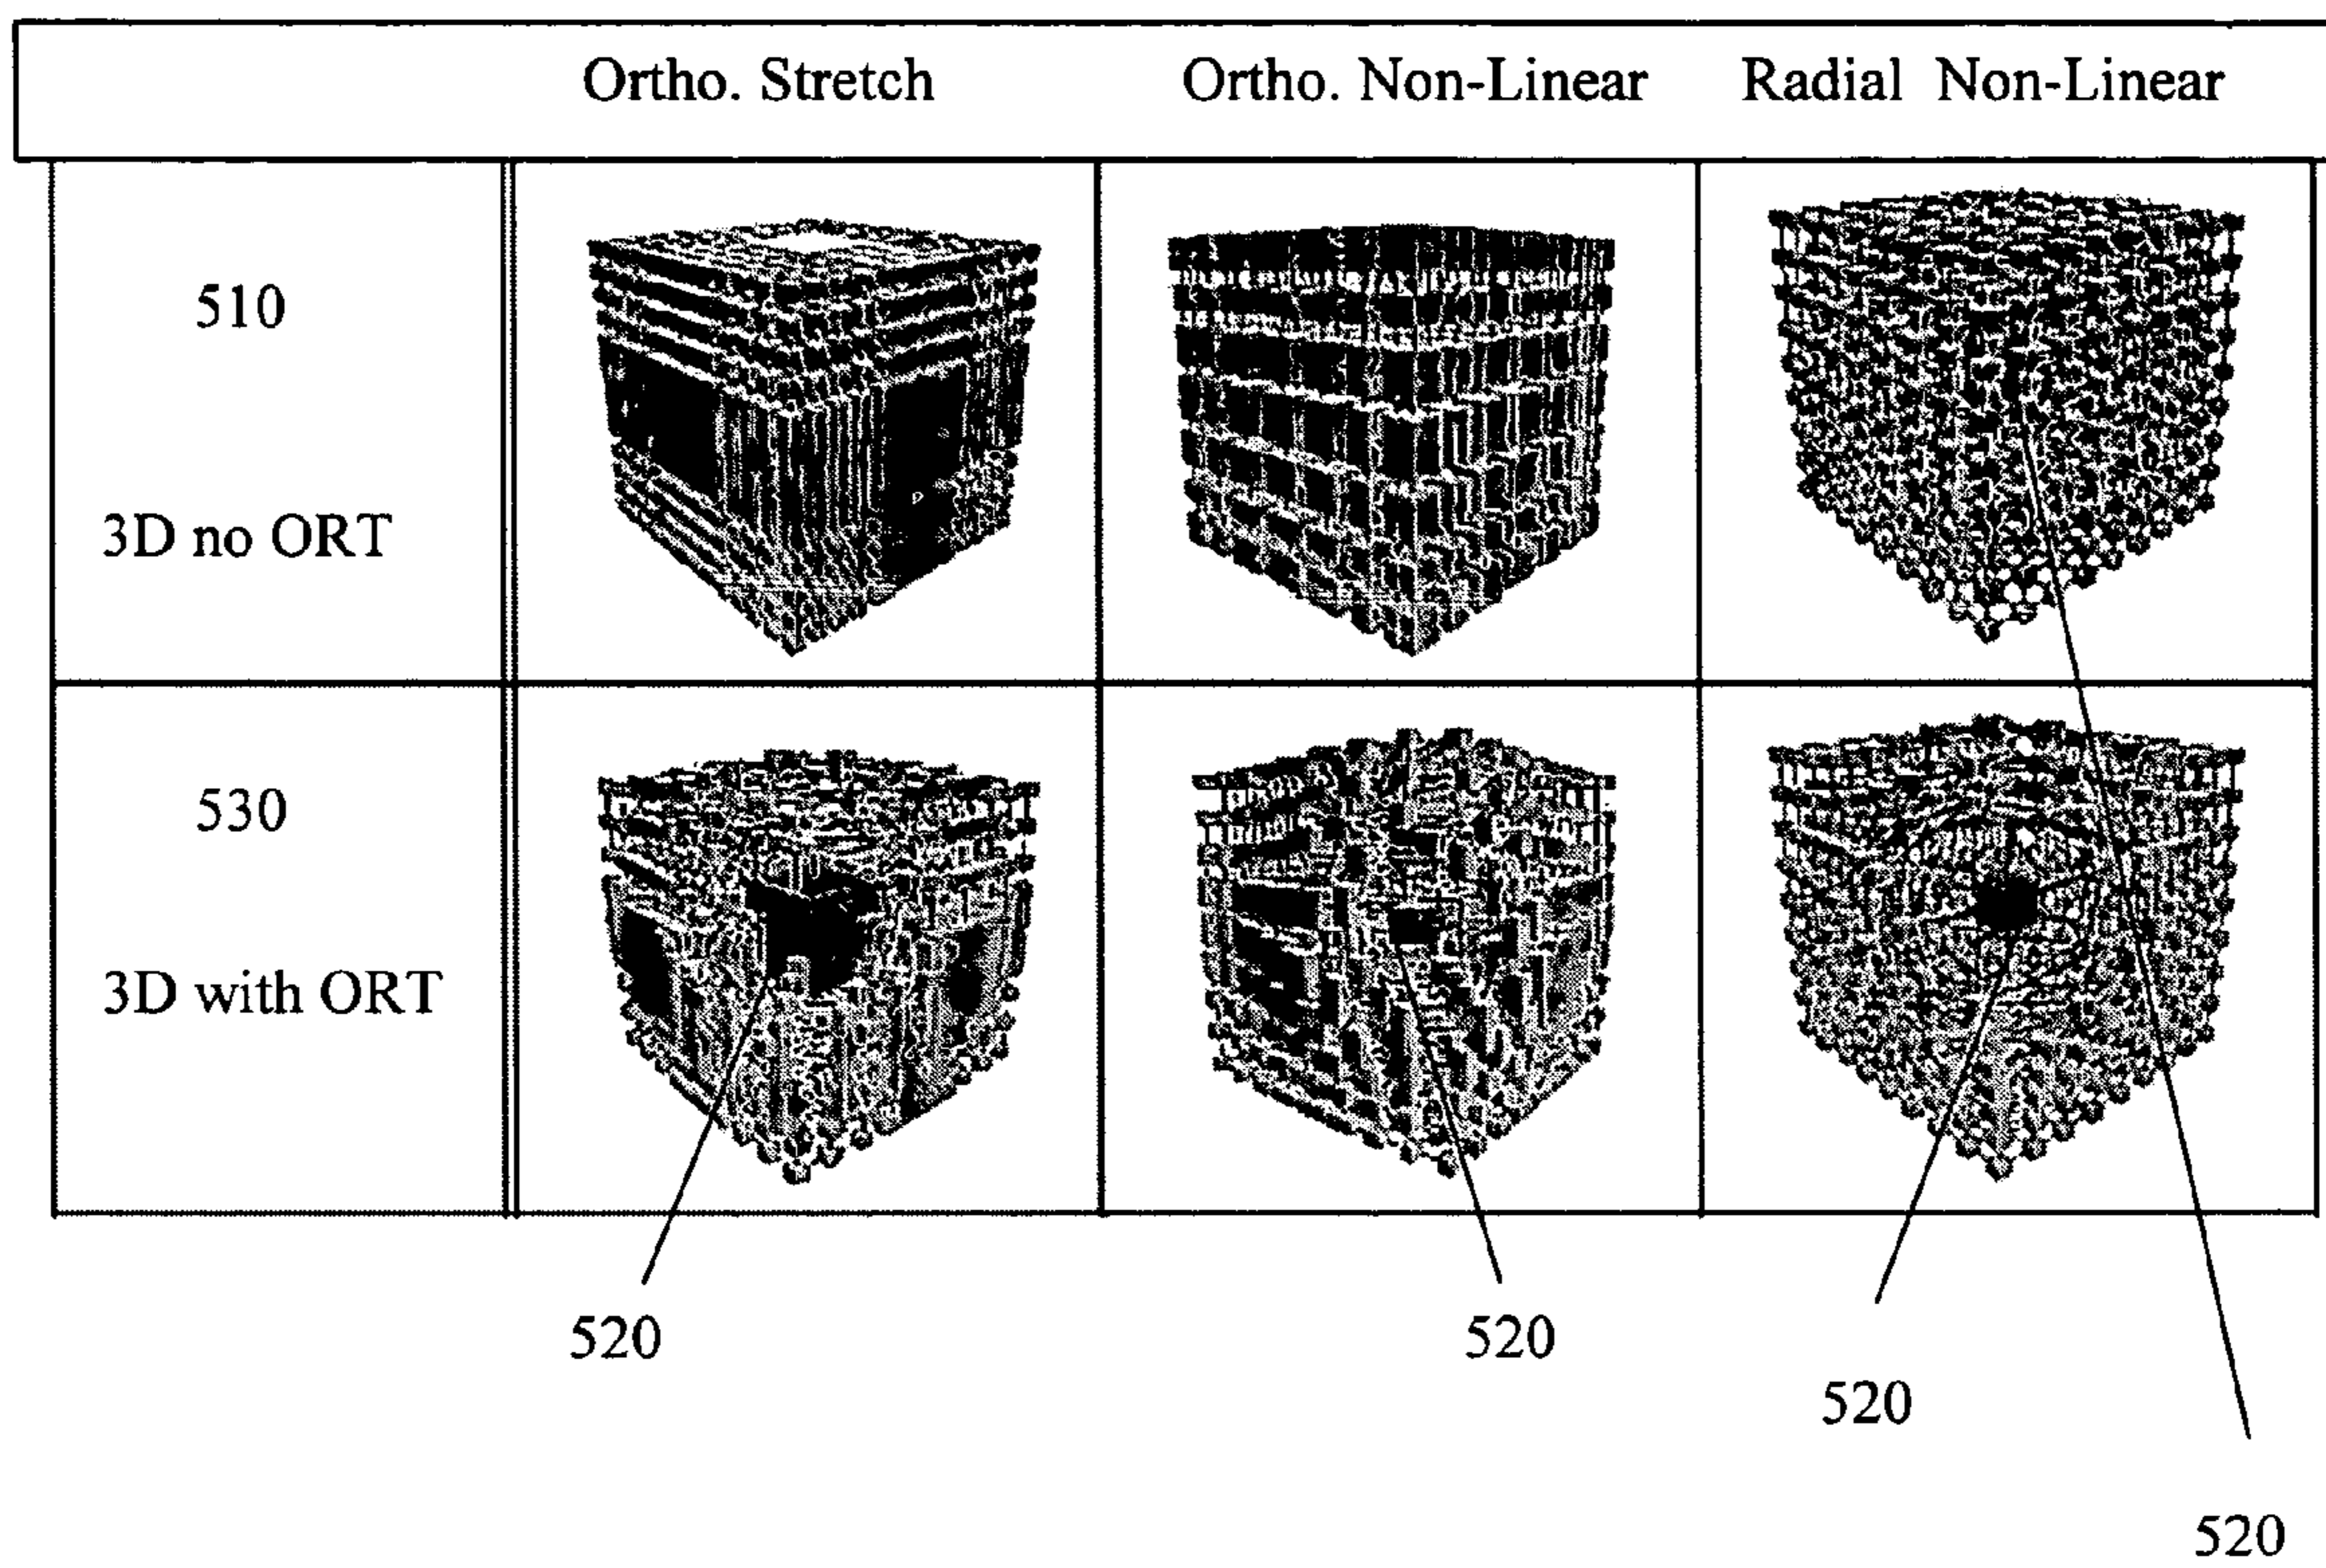 Ortho. Stretch Ortho. Non-Linear Radial Non-Linear
510
3D no ORT
530
3D with ORT
520
520
520
520